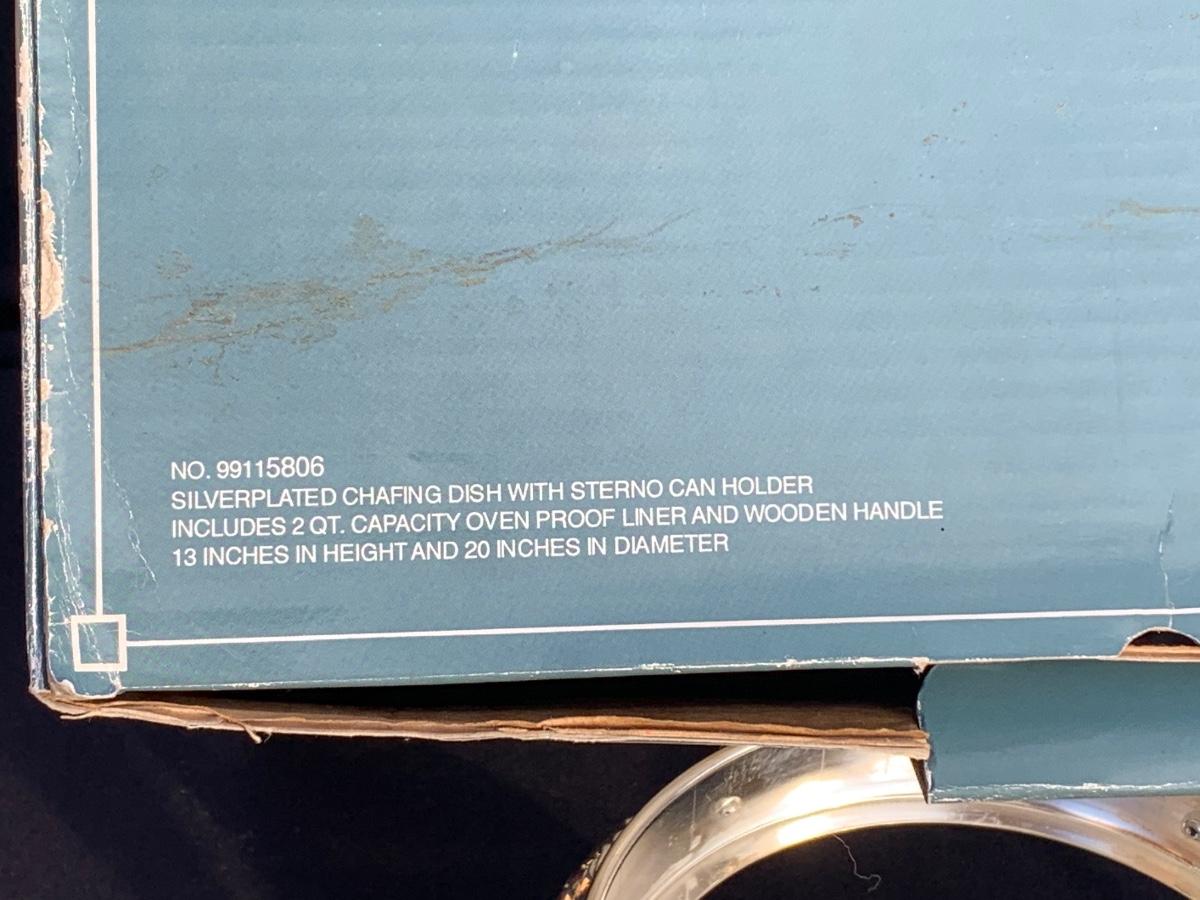 NO. 99115806
SILVERPLATED CHAFING DISH WITH STERNO CAN HOLDER
INCLUDES 2 QT. CAPACITY OVEN PROOF LINER AND WOODEN HANDLE
13 INCHES IN HEIGHT AND 20 INCHES IN DIAMETER